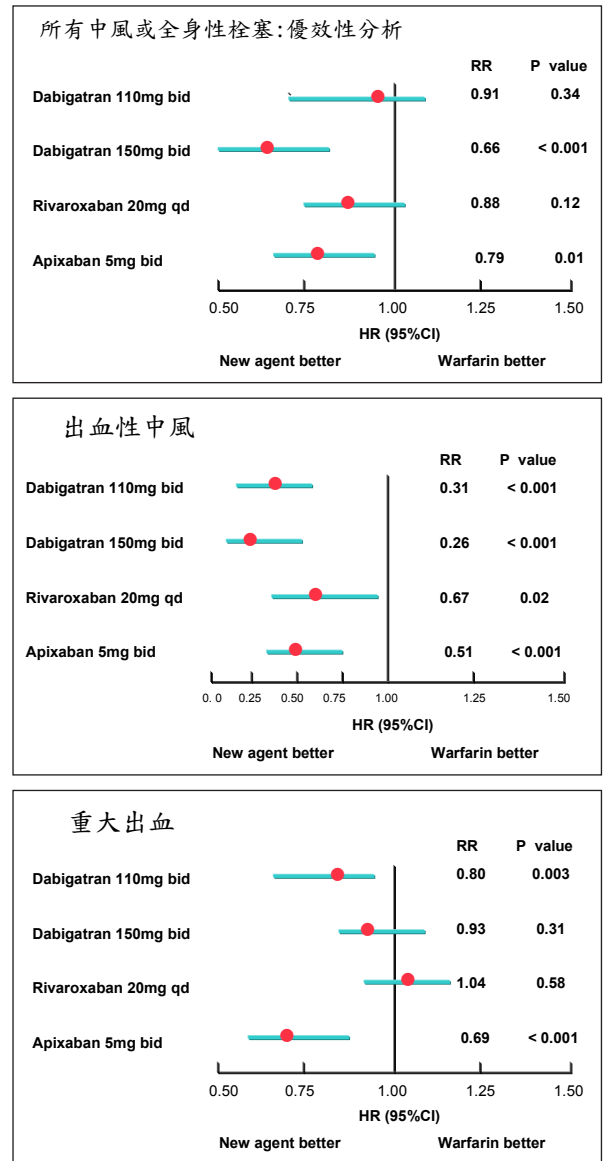 所有中風或全身性栓塞:優效性分析
RR P value
Dabigatran 110mg bid 0.91 0.34
Dabigatran 150mg bid 0.66 < 0.001
Rivaroxaban 20mg qd 0.88 0.12
Apixaban 5mg bid 0.79 0.01
0.50 0.75 1.00 1.25 1.50
HR (95%CI)
New agent better Warfarin better
出血性中風
RR P value
Dabigatran 110mg bid 0.31 < 0.001
Dabigatran 150mg bid 0.26 < 0.001
Rivaroxaban 20mg qd 0.67 0.02
Apixaban 5mg bid 0.51 < 0.001
0. 0 0.25 0.50 0.75 1.00 1.25 1.50
HR (95%CI)
New agent better Warfarin better
重大出血
RR P value
Dabigatran 110mg bid 0.80 0.003
Dabigatran 150mg bid 0.93 0.31
Rivaroxaban 20mg qd 1.04 0.58
Apixaban 5mg bid 0.69 < 0.001
0.50 0.75 1.00 1.25 1.50
HR (95%CI)
New agent better Warfarin better